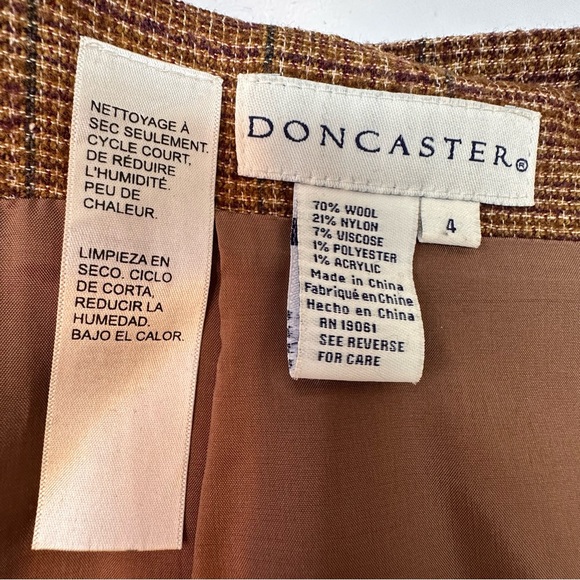 NETTOYAGE À
SEC SEULEMENT.
CYCLE COURT,
DE RÉDUIRE
L'HUMIDITÉ.
PEU DE
CHALEUR.
LIMPIEZA EN
SECO. CICLO
DE CORTA,
REDUCIR LA
HUMEDAD.
BAJO EL CALOR.
DONCASTER®
70% WOOL
21% NYLON
7% VISCOSE
1% POLYESTER
1% ACRYLIC
Made in China
Fabriqué en Chine
Hecho en China
RN 19061
SEE REVERSE
FOR CARE
4